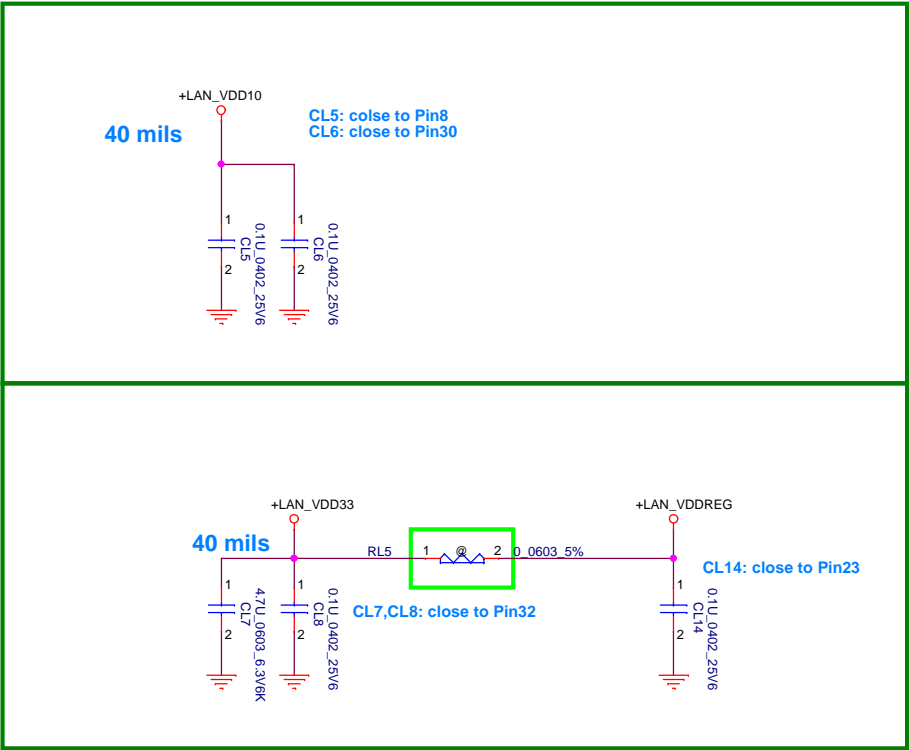 +LAN_VDD10
40 mils
CL5: colse to Pin8
CL6: close to Pin30
1
2
CL5
0.1U_0402_25V6
1
2
CL6
0.1U_0402_25V6
+LAN_VDD33
+LAN_VDDREG
40 mils
RL5
1
@
2
0_0603_5%
CL14: close to Pin23
CL7,CL8: close to Pin32
1
2
CL7
4.7U_0603_6.3V6K
1
2
CL8
0.1U_0402_25V6
1
2
CL14
0.1U_0402_25V6